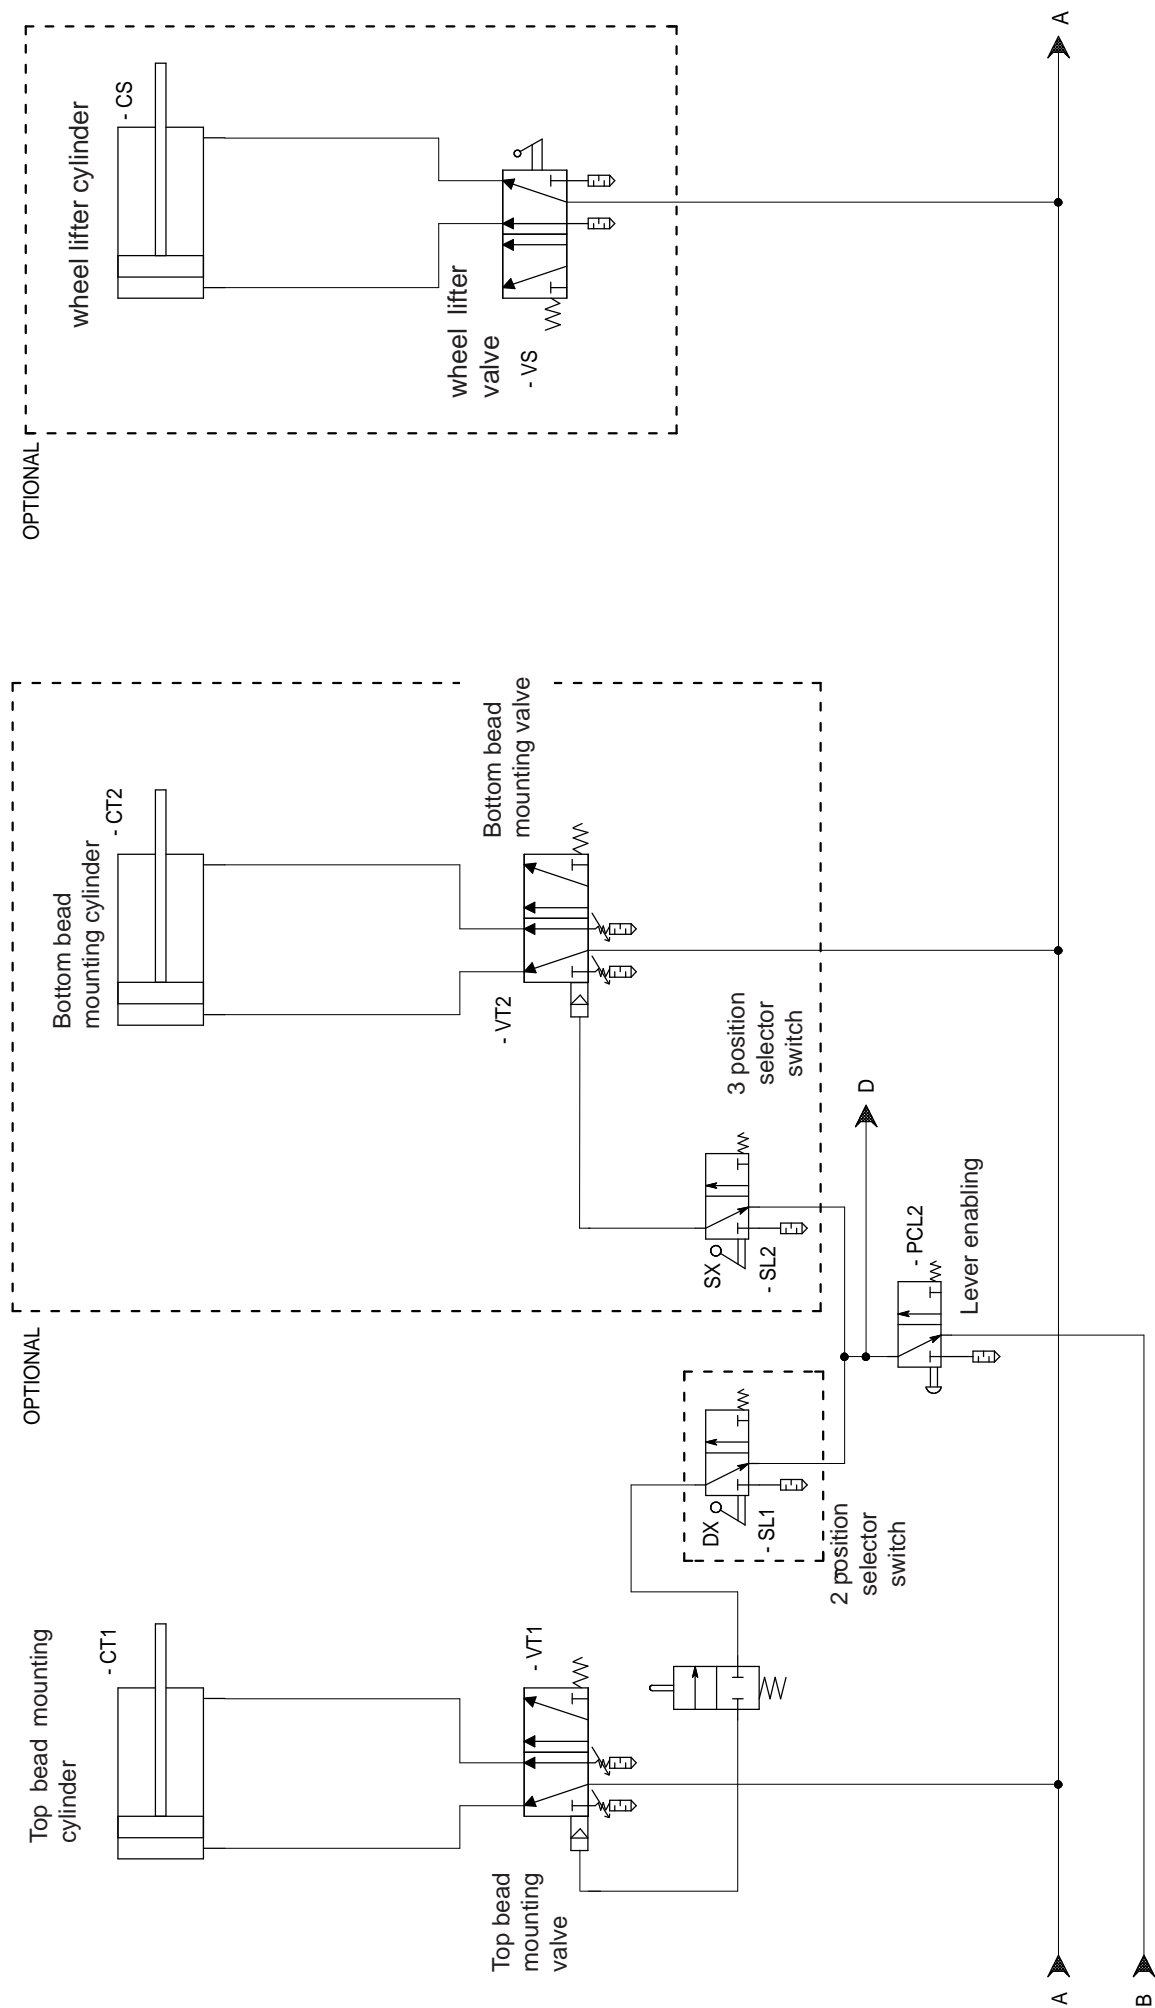 OPTIONAL
OPTIONAL
Top bead mounting
cylinder
- CT1
Bottom bead
mounting cylinder
- CT2
wheel lifter cylinder
- CS
Top bead
mounting
valve
- VT1
- VT2
Bottom bead
mounting valve
wheel lifter
valve
- VS
DX
- SL1
2 position
selector
switch
SX
- SL2
3 position
selector
switch
D
- PCL2
Lever enabling
A
A
B